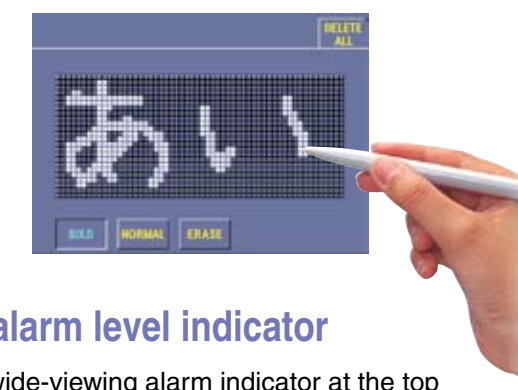 DELETE
ALL
あい
BOLD NORMAL ERASE
alarm level indicator
wide-viewing alarm indicator at the top